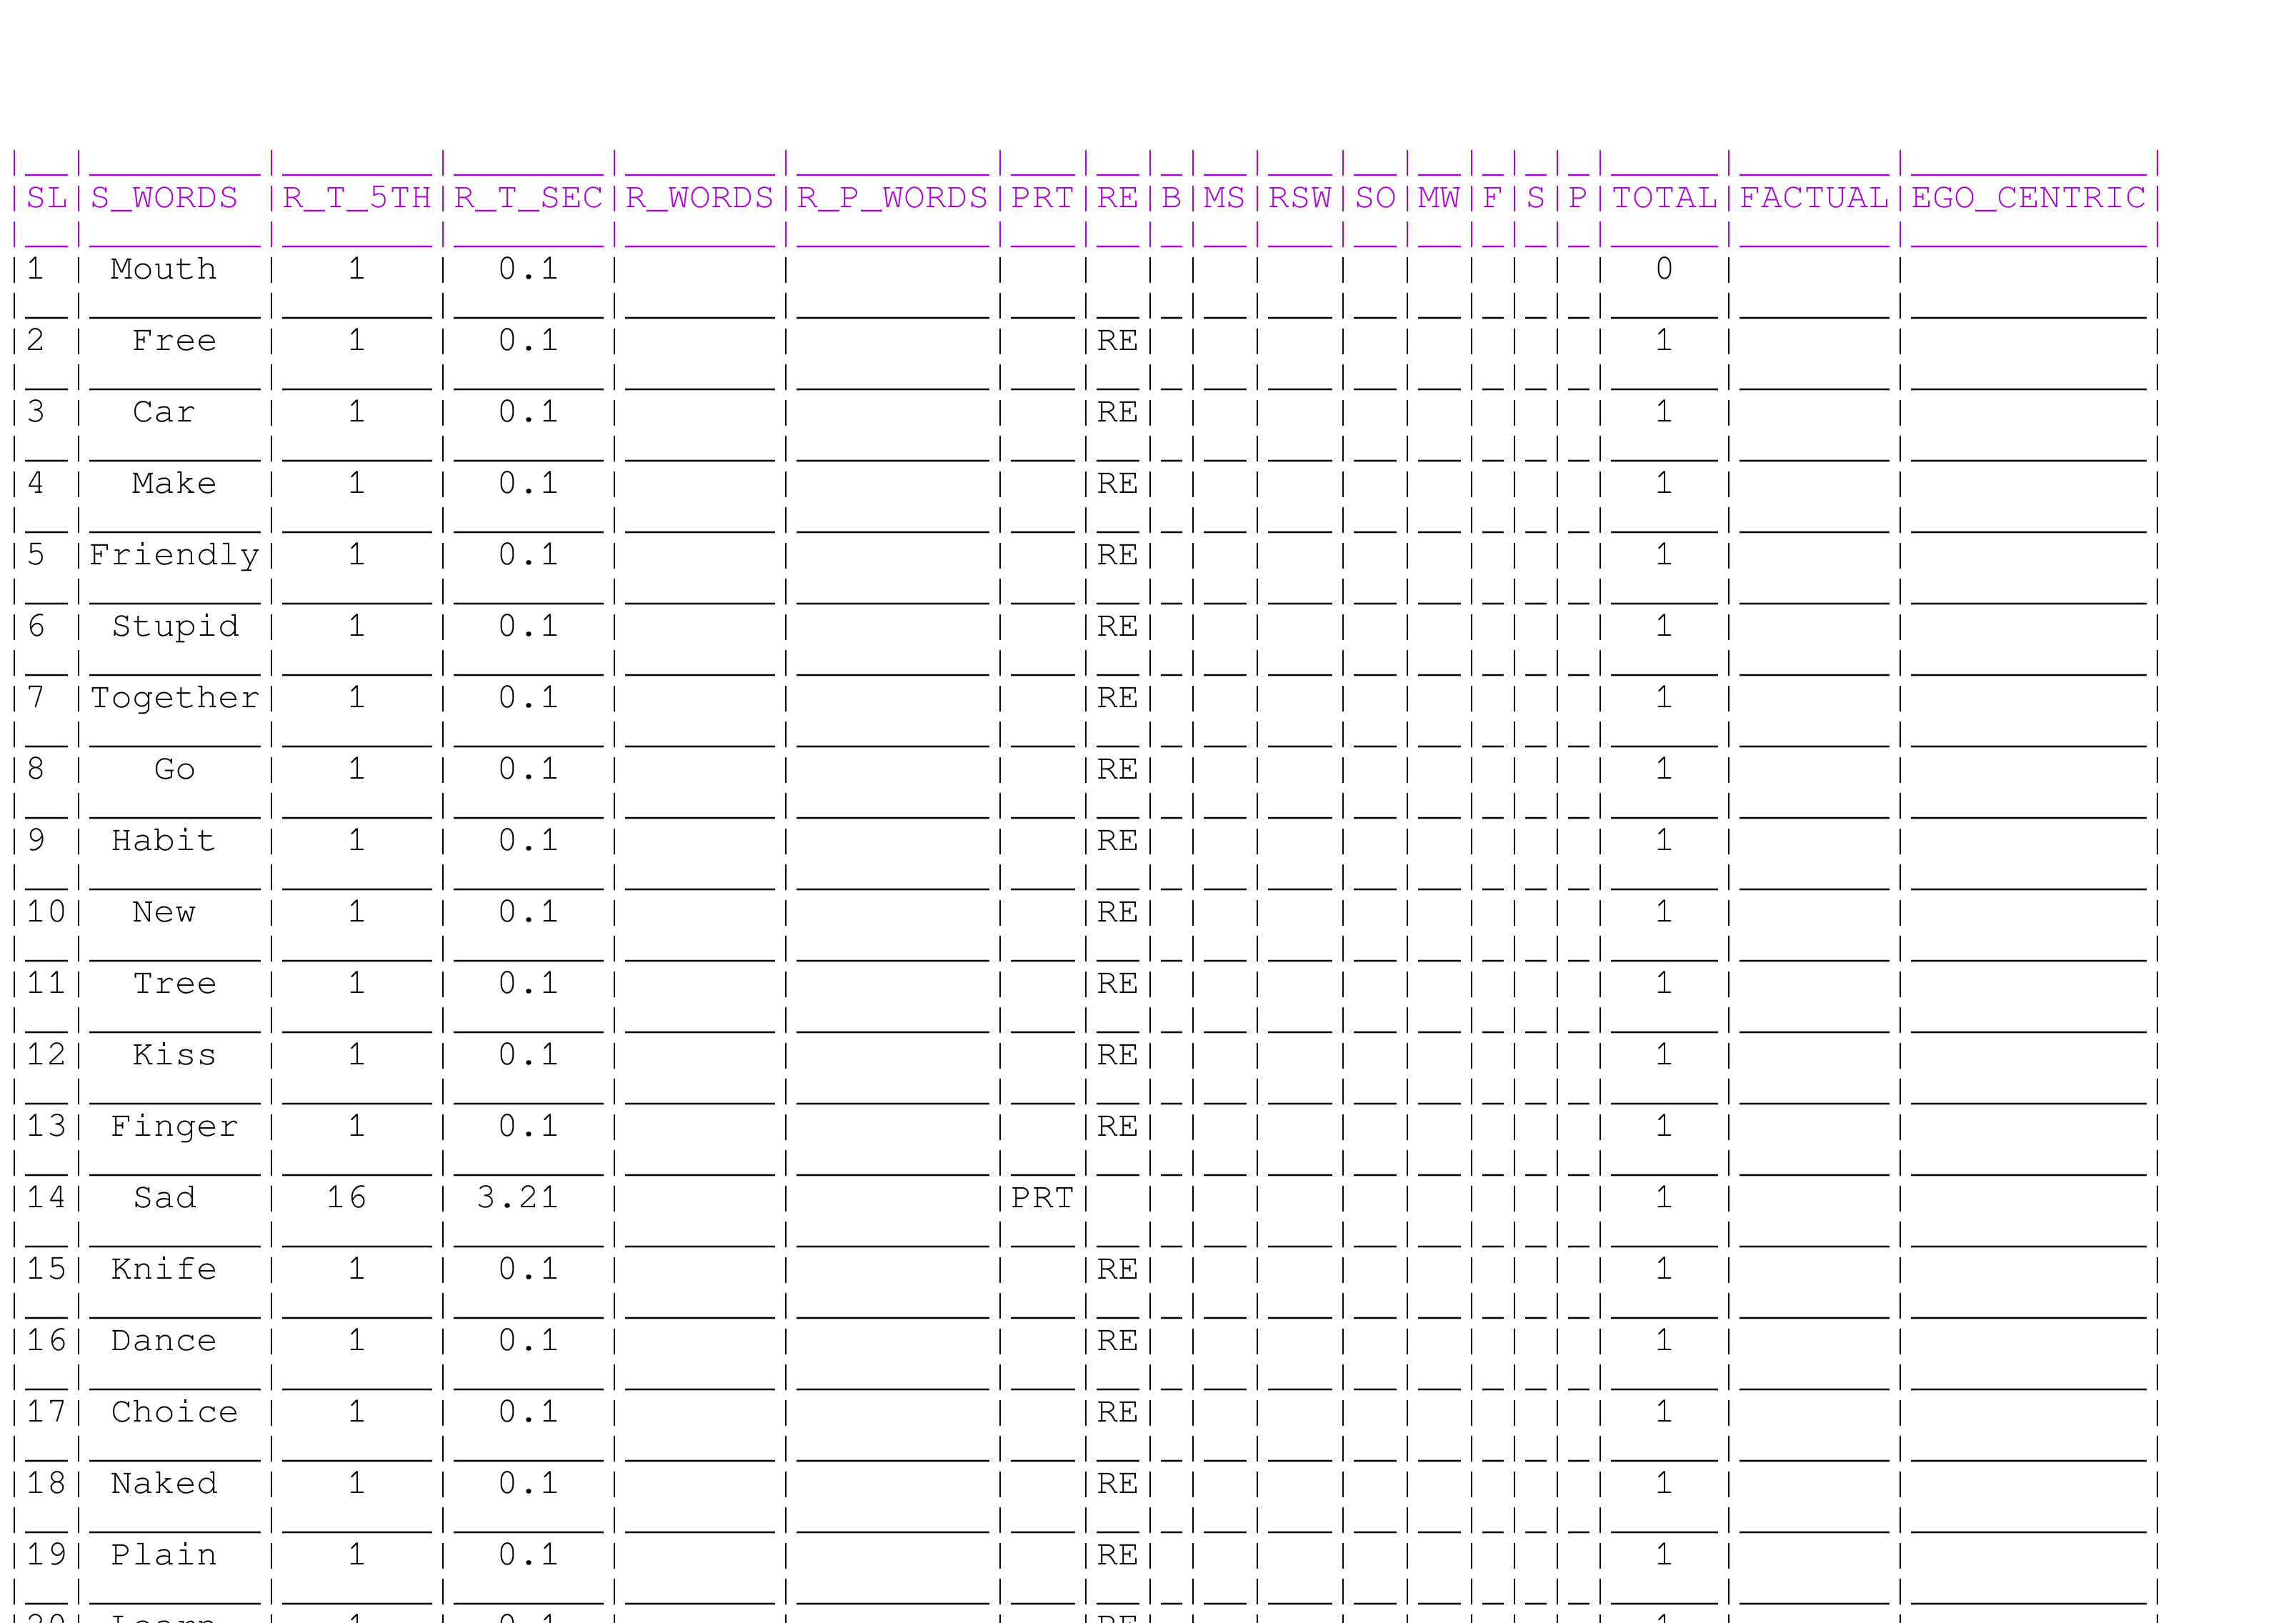 SL S_WORDS R_T_5TH R_T_SEC R_WORDS R_P_WORDS PRT RE B MS RSW SO MW F S P TOTAL FACTUAL EGO_CENTRIC
1 Mouth 1 0.1 0
2 Free 1 0.1 RE 1
3 Car 1 0.1 RE 1
4 Make 1 0.1 RE 1
5 Friendly 1 0.1 RE 1
6 Stupid 1 0.1 RE 1
7 Together 1 0.1 RE 1
8 Go 1 0.1 RE 1
9 Habit 1 0.1 RE 1
10 New 1 0.1 RE 1
11 Tree 1 0.1 RE 1
12 Kiss 1 0.1 RE 1
13 Finger 1 0.1 RE 1
14 Sad 16 3.21 PRT 1
15 Knife 1 0.1 RE 1
16 Dance 1 0.1 RE 1
17 Choice 1 0.1 RE 1
18 Naked 1 0.1 RE 1
19 Plain 1 0.1 RE 1
20 Learn 1 0.1 RE 1